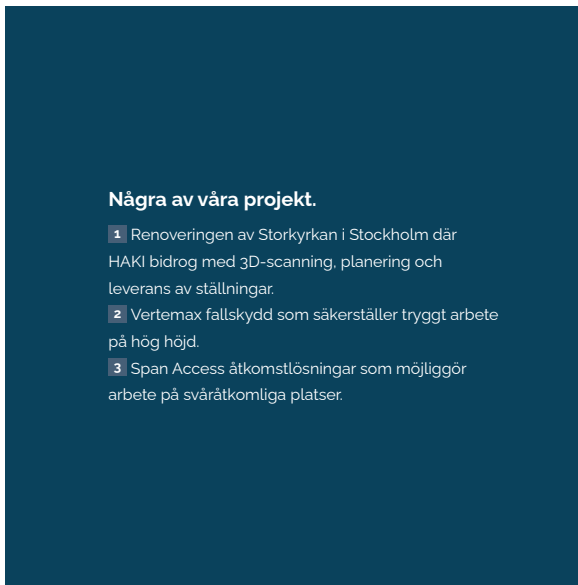 Några av våra projekt.
1 Renoveringen av Storkyrkan i Stockholm där
HAKI bidrog med 3D-scanning, planering och
leverans av ställningar.
2 Vertemax fallskydd som säkerställer tryggt arbete
på hög höjd.
3 Span Access åtkomstlösningar som möjliggör
arbete på svåråtkomliga platser.